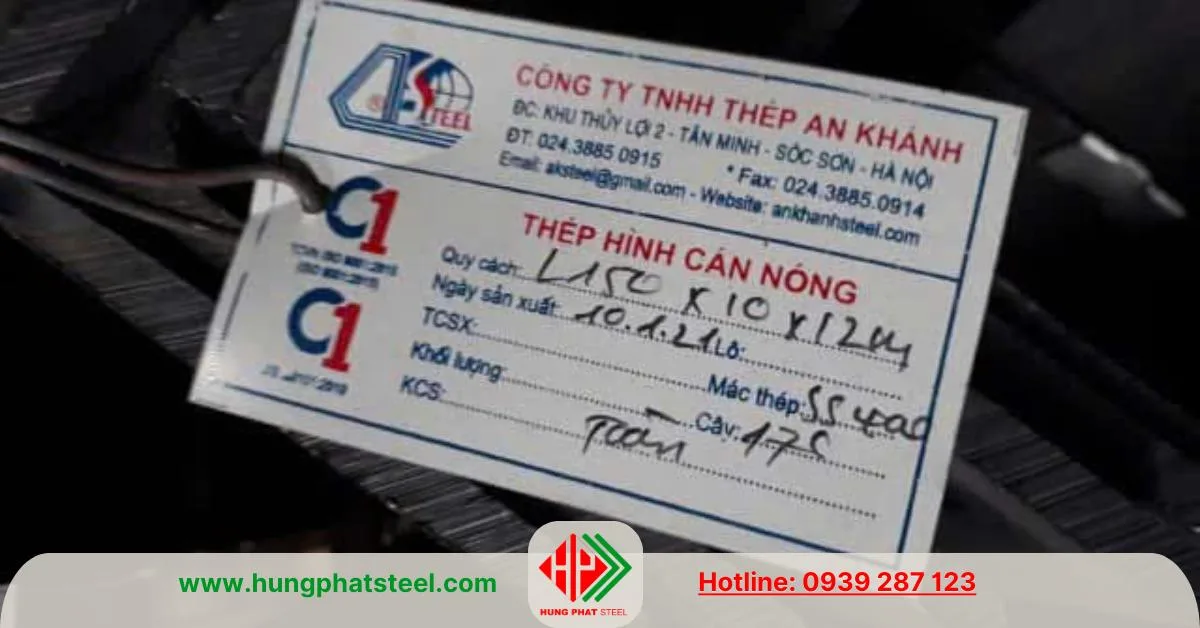 AKSTEEL
CÔNG TY TNHH THÉP AN KHÁNH
ĐC: KHU THỦY LỢI 2 - TÂN MINH - SÓC SƠN - HÀ NỘI
ĐT: 024.3885 0915 * Fax: 024.3885.0914
Email: aksteel@gmail.com - Website: ankhanhsteel.com
C1
C1
THÉP HÌNH CÁN NÓNG
Quy cách: L150 x 10 x 12m
Ngày sản xuất: 10.1.21 Lô:
TCSX: Mác thép: SS400
Khối lượng: Cây:
KCS: Toàn
www.hungphatsteel.com
HUNG PHAT STEEL
Hotline: 0939 287 123